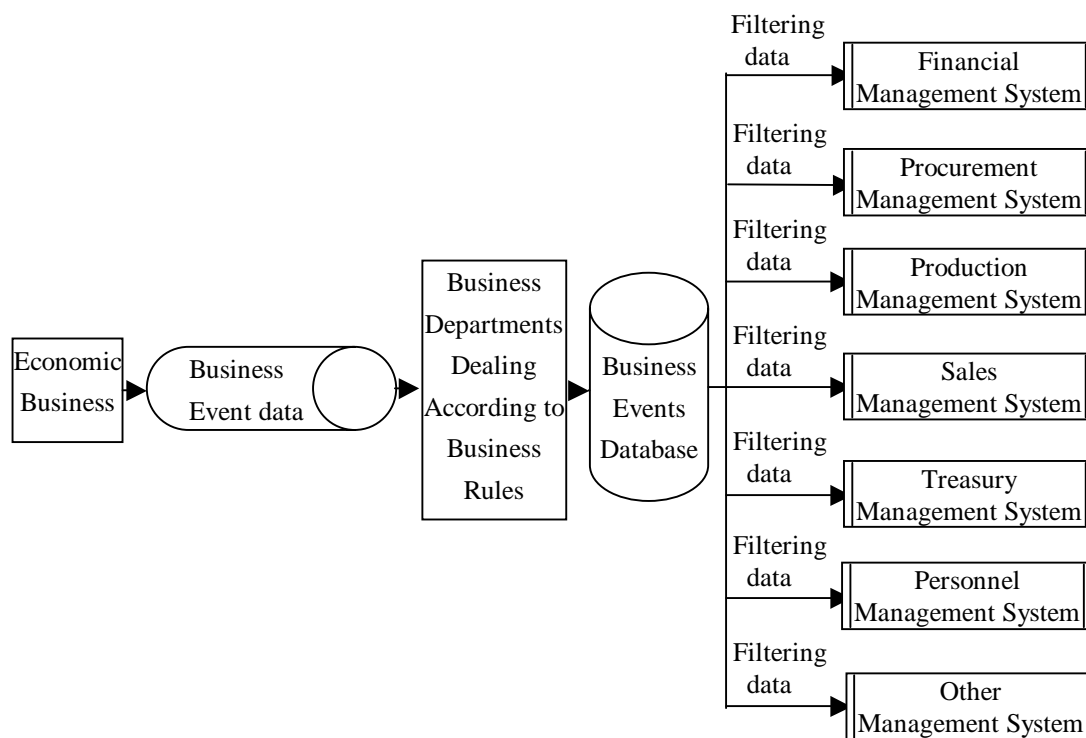 Economic
Business
Business
Event data
Business
Departments
Dealing
According to
Business
Rules
Business
Events
Database
Filtering
data
Financial
Management System
Filtering
data
Procurement
Management System
Filtering
data
Production
Management System
Filtering
data
Sales
Management System
Filtering
data
Treasury
Management System
Filtering
data
Personnel
Management System
Filtering
data
Other
Management System